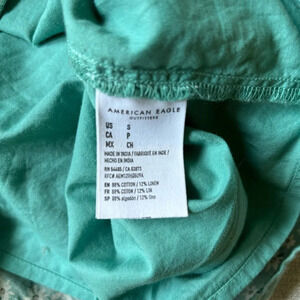 AMERICAN EAGLE
OUTFITTERS
US S
CA P
MX CH
MADE IN INDIA / FABRIQUÉ EN INDE /
HECHO EN INDIA
RN 54485 / CA 03873
EN 88% COTTON / 12% LINEN
FR 88% COTON / 12% LIN
SP 88% algodón / 12% lino